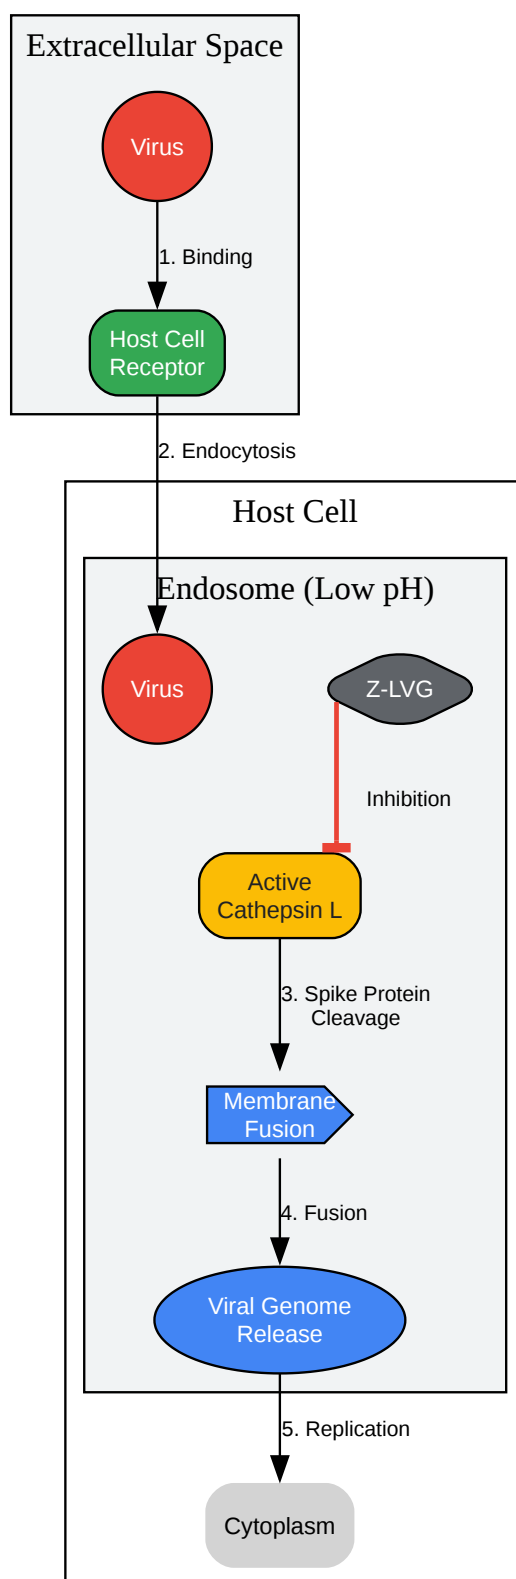 Extracellular Space
Virus
1. Binding
Host Cell
Receptor
2. Endocytosis
Host Cell
Endosome (Low pH)
Virus
Z-LVG
Inhibition
Active
Cathepsin L
3. Spike Protein
Cleavage
Membrane
Fusion
4. Fusion
Viral Genome
Release
5. Replication
Cytoplasm